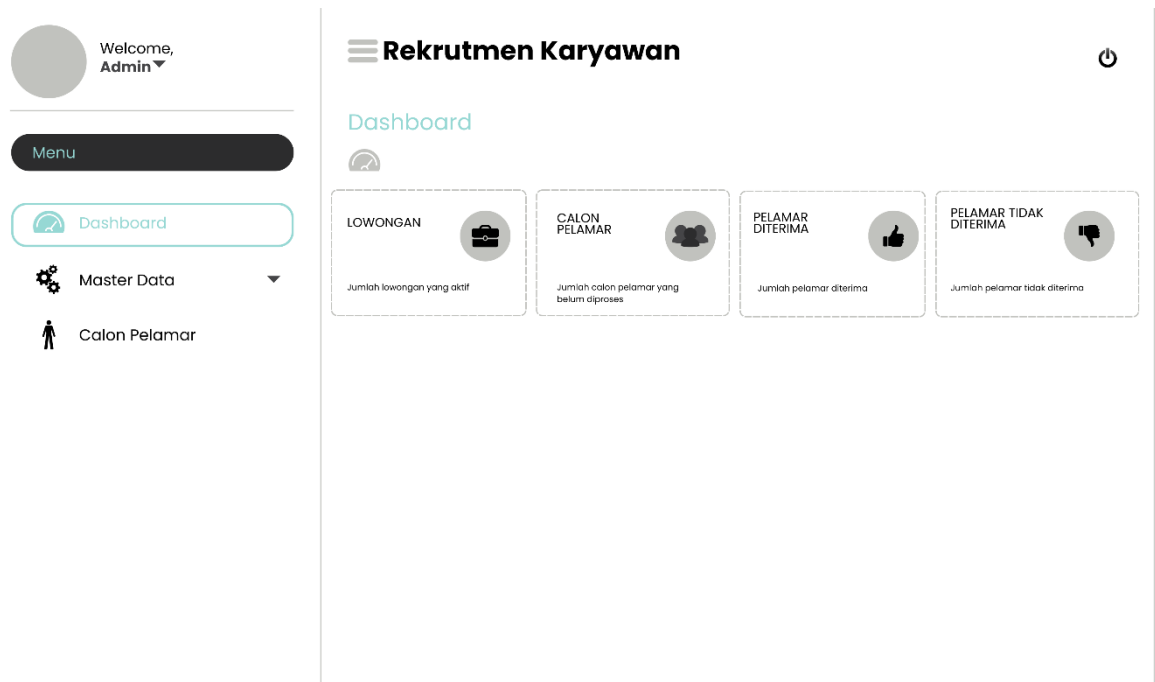 Welcome,
Admin
Menu
Dashboard
Master Data
Calon Pelamar
Rekrutmen Karyawan
Dashboard
LOWONGAN
Jumlah lowongan yang aktif
CALON
PELAMAR
Jumlah calon pelamar yang
belum diproses
PELAMAR
DITERIMA
Jumlah pelamar diterima
PELAMAR TIDAK
DITERIMA
Jumlah pelamar tidak diterima